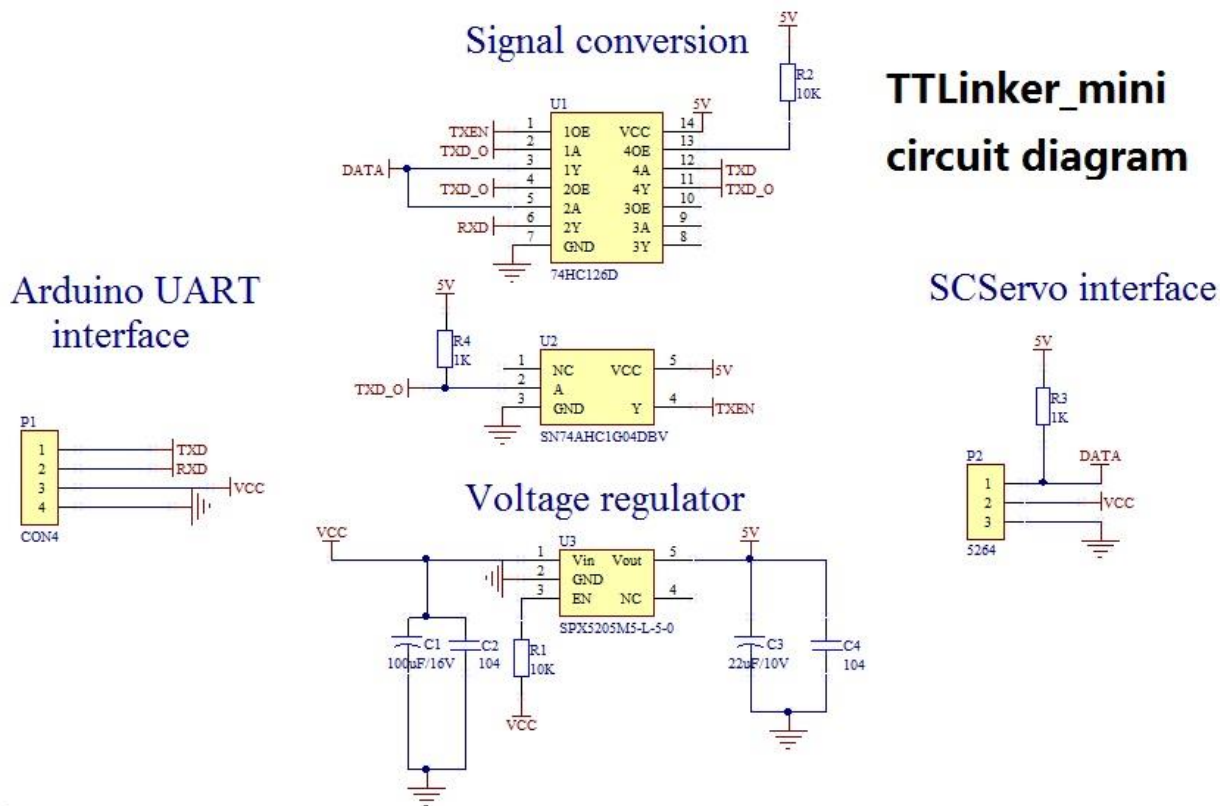 Signal conversion
TTLinker_mini
circuit diagram
5V
R2
10K
U1
5V
TXEN 1 1OE VCC 14
TXD_O 2 1A 4OE 13
DATA 3 1Y 4A 12 TXD
TXD_O 4 2OE 4Y 11 TXD_O
5 2A 3OE 10
RXD 6 2Y 3A 9
7 GND 3Y 8
74HC126D
Arduino UART
interface
SCServo interface
5V
R4
1K
U2
1 NC VCC 5 5V
TXD_O 2 A
3 GND Y 4 TXEN
SN74AHC1G04DBV
P1
1 TXD
2 RXD
3 VCC
4
CON4
5V
R3
1K
P2
DATA
1
2 VCC
3
5264
Voltage regulator
VCC
U3
5V
1 Vin Vout 5
2 GND
3 EN NC 4
SPX5205M5-L-5-0
C1
100uF/16V
C2
104
R1
10K
VCC
C3
22uF/10V
C4
104